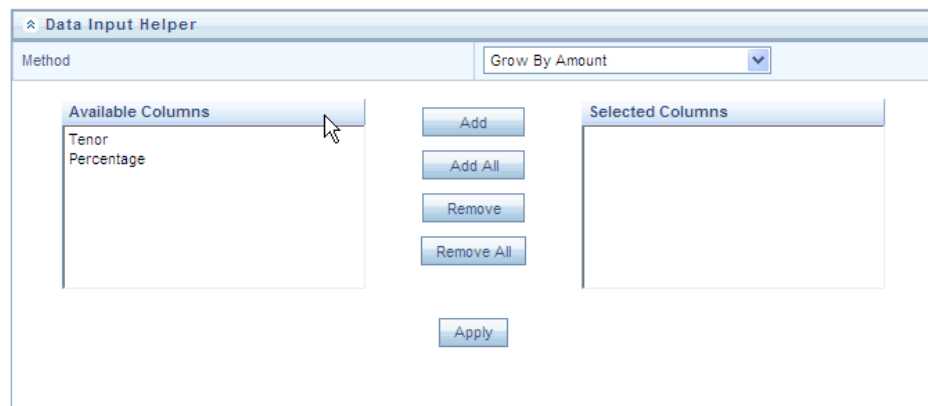 Data Input Helper
Method
Grow By Amount
Available Columns
Tenor
Percentage
Add
Add All
Remove
Remove All
Selected Columns
Apply